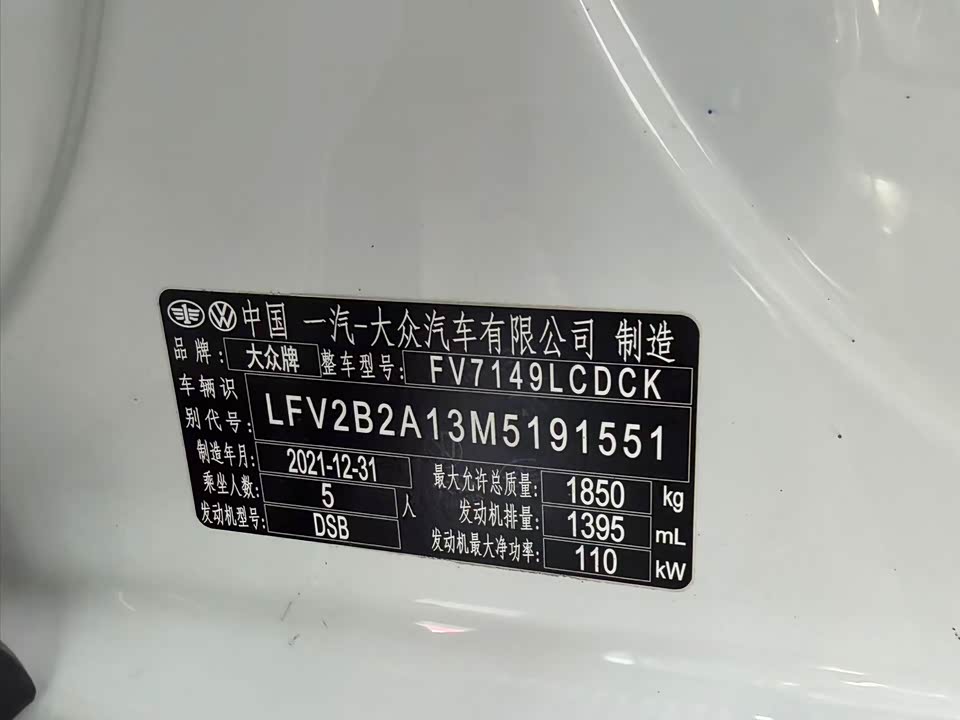 中国 一汽-大众汽车有限公司 制造
品牌: 大众牌 整车型号: FV7149LCDCK
车辆识别代号: LFV2B2A13M5191551
制造年月: 2021-12-31 最大允许总质量: 1850 kg
乘坐人数: 5 人 发动机排量: 1395 mL
发动机型号: DSB 发动机最大净功率: 110 kW